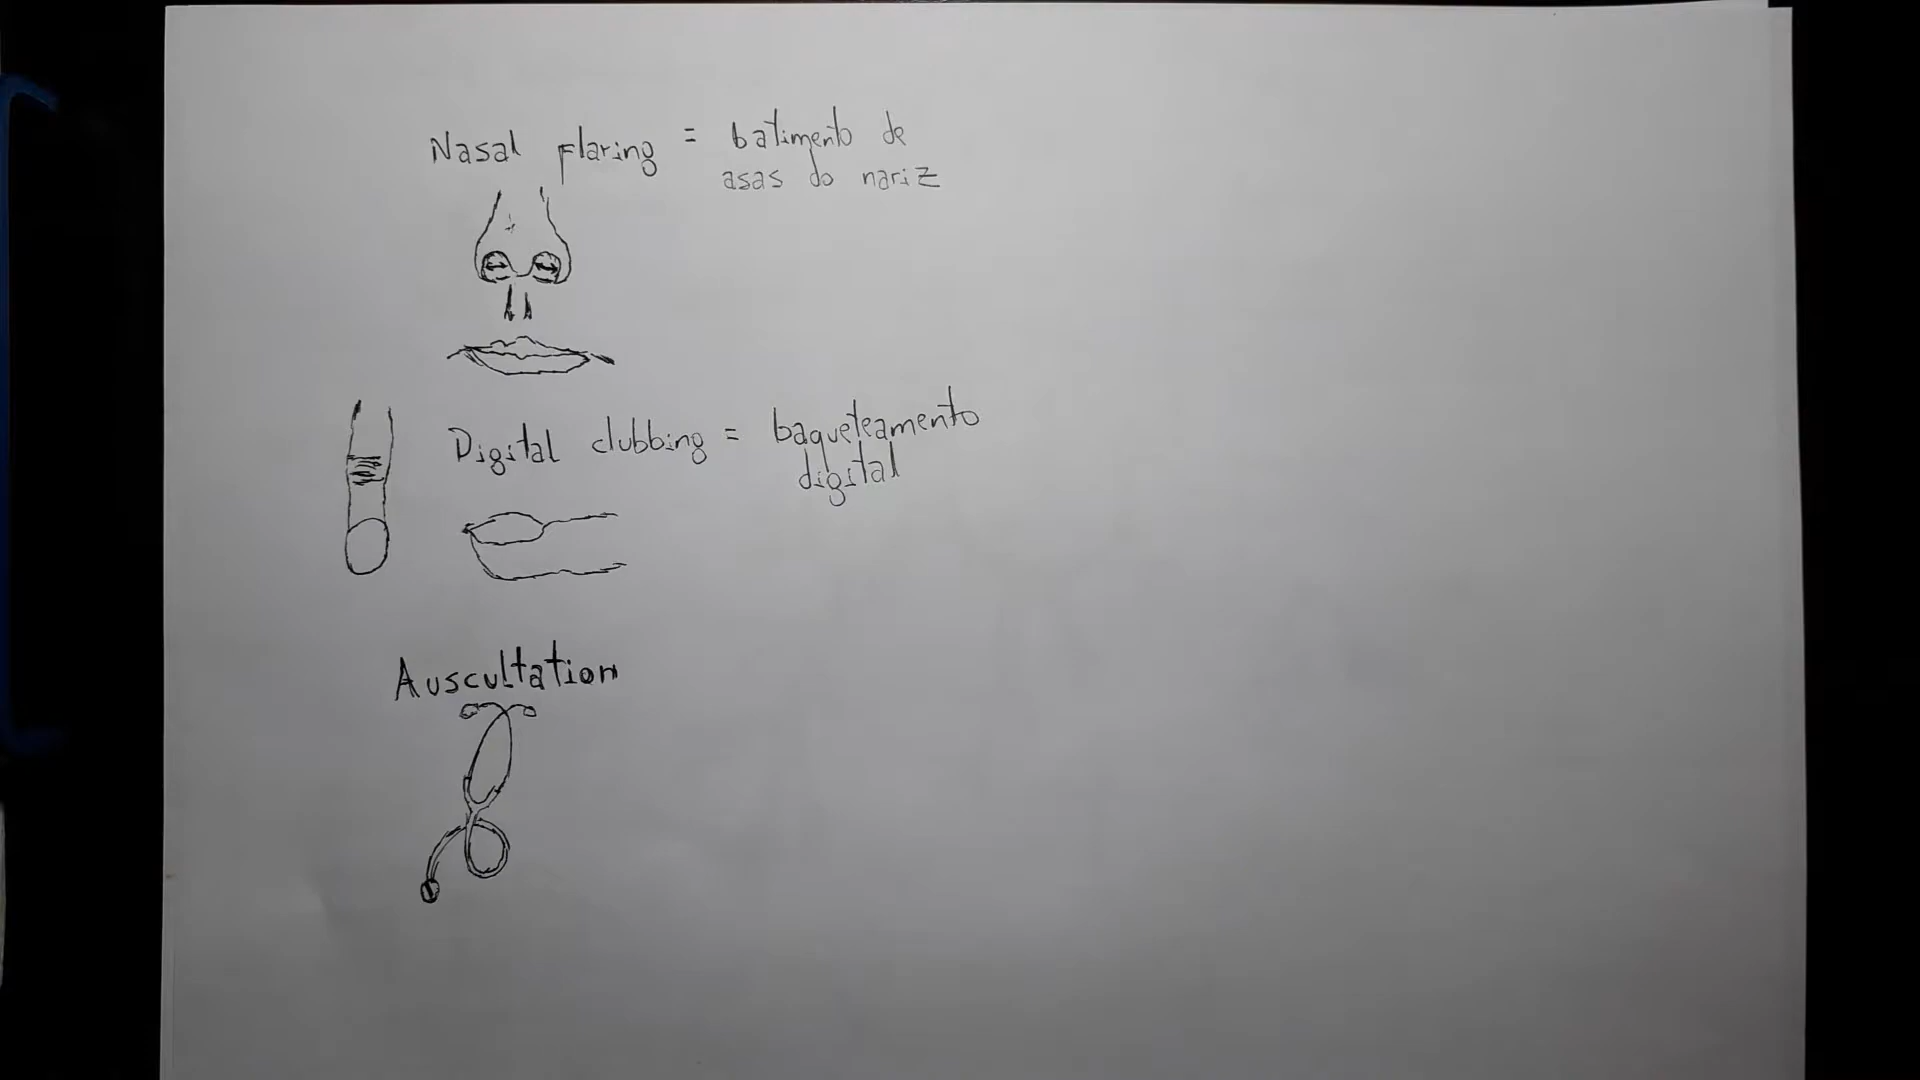 Nasal flaring = batimento de
asas do nariz
Digital clubbing = baqueteamento
digital
Auscultation